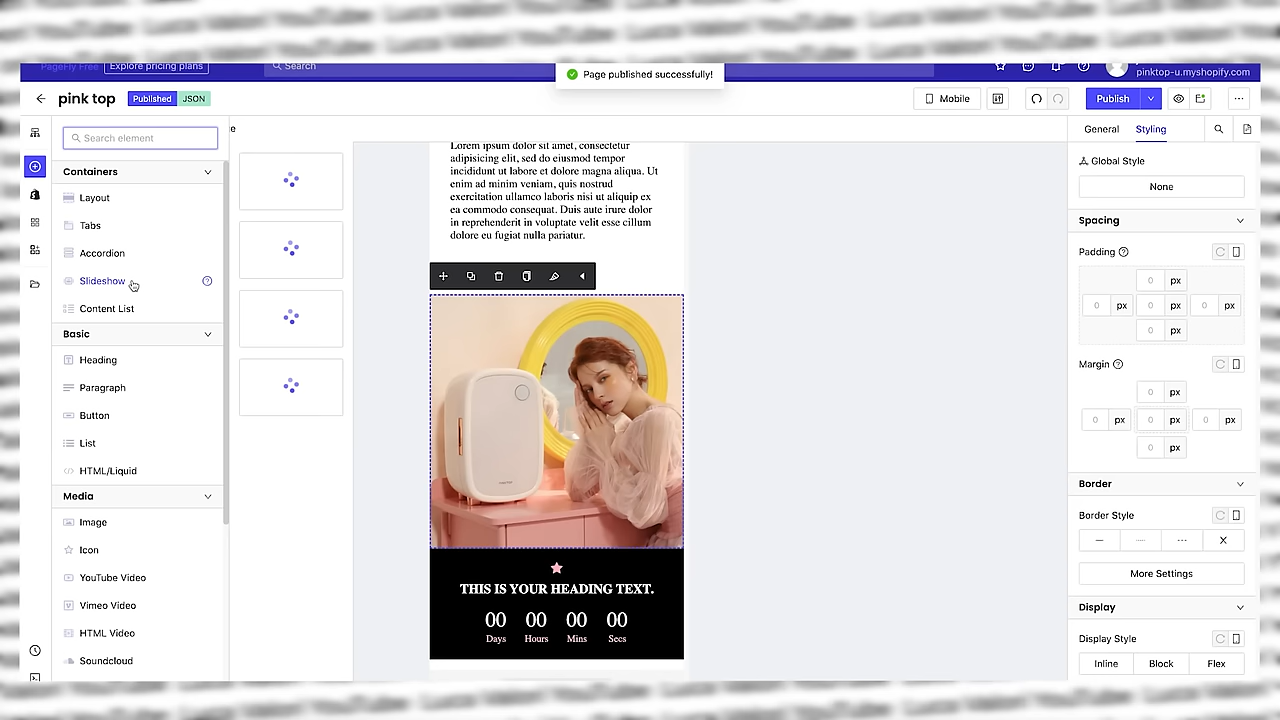 PageFly Free
Explore pricing plans
Search
Page published successfully!
pinktop-u.myshopify.com
pink top
Published
JSON
Mobile
Publish
Search element
e
General
Styling
Containers
Layout
Tabs
Accordion
Slideshow
Content List
Basic
Heading
Paragraph
Button
List
HTML/Liquid
Media
Image
Icon
YouTube Video
Vimeo Video
HTML Video
Soundcloud
Lorem ipsum dolor sit amet, consectetur
adipisicing elit, sed do eiusmod tempor
incididunt ut labore et dolore magna aliqua. Ut
enim ad minim veniam, quis nostrud
exercitation ullamco laboris nisi ut aliquip ex
ea commodo consequat. Duis aute irure dolor
in reprehenderit in voluptate velit esse cillum
dolore eu fugiat nulla pariatur.
THIS IS YOUR HEADING TEXT.
00 00 00 00
Days Hours Mins Secs
Global Style
None
Spacing
Padding
0 px
0 px 0 px 0 px
0 px
Margin
0 px
0 px 0 px 0 px
0 px
Border
Border Style
More Settings
Display
Display Style
Inline Block Flex